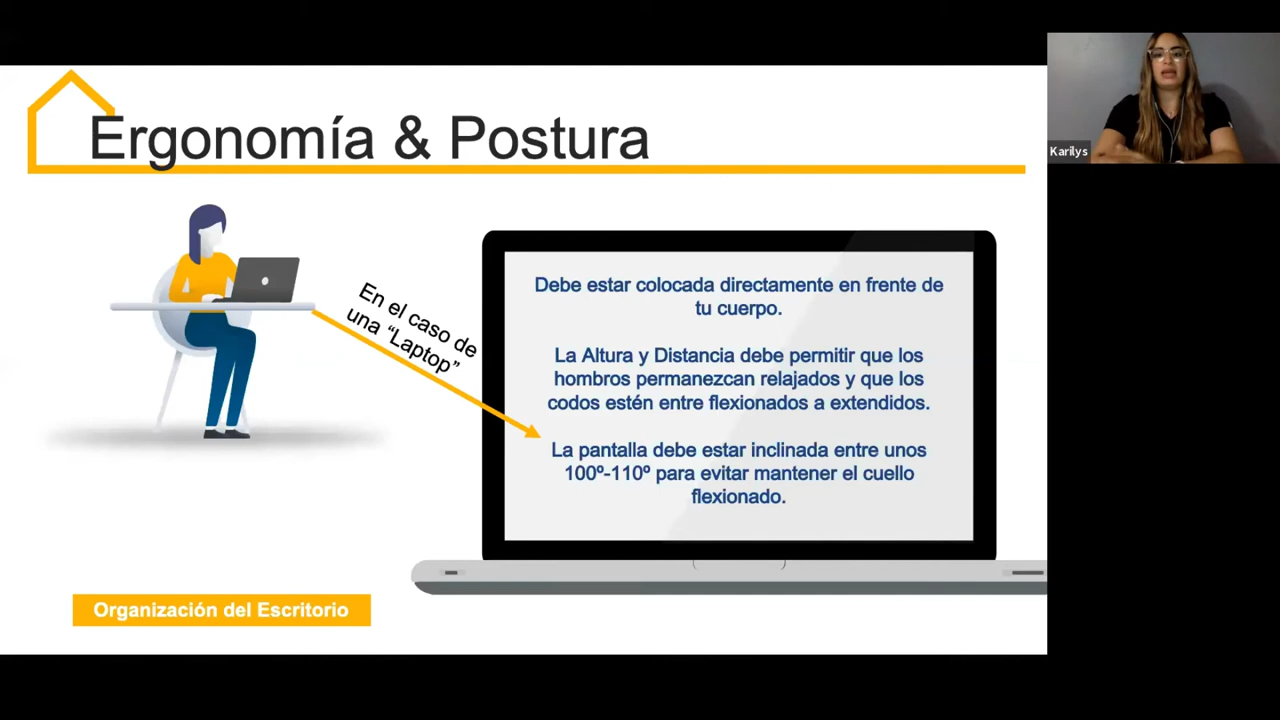 Ergonomía & Postura
Karilys
En el caso de
una “Laptop”
Debe estar colocada directamente en frente de
tu cuerpo.
La Altura y Distancia debe permitir que los
hombros permanezcan relajados y que los
codos estén entre flexionados a extendidos.
La pantalla debe estar inclinada entre unos
100º-110º para evitar mantener el cuello
flexionado.
Organización del Escritorio